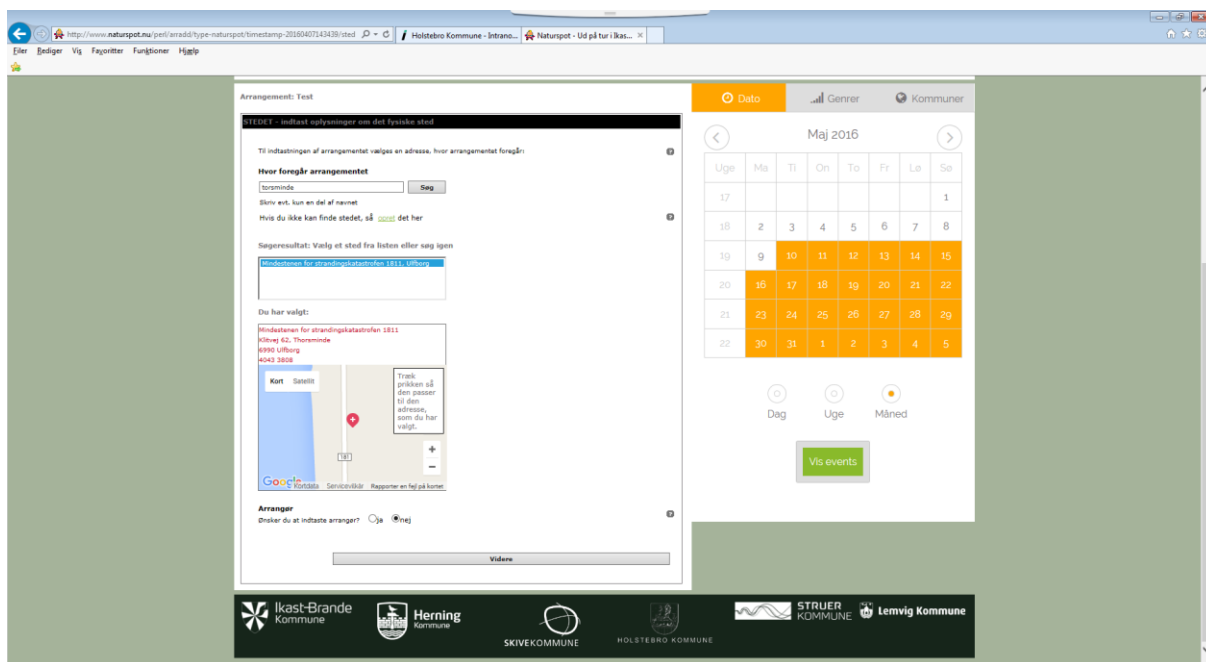 http://www.naturspot.nu/perl/arradd/type-naturspot/timestamp-20160407143439/sted
Holstebro Kommune - Intrano...
Naturspot - Ud på tur i Ikas...
Filer Rediger Vis Favoritter Funktioner Hjælp
Arrangement: Test
STEDET - indtast oplysninger om det fysiske sted
Til indtastningen af arrangementet vælges en adresse, hvor arrangementet foregår:
Hvor foregår arrangementet
torsminde Søg
Skriv evt. kun en del af navnet
Hvis du ikke kan finde stedet, så opret det her
Søgeresultat: Vælg et sted fra listen eller søg igen
Mindestenen for strandingskatastrofen 1811, Ulfborg
Du har valgt:
Mindestenen for strandingskatastrofen 1811
Klitvej 62, Thorsminde
6990 Ulfborg
4043 3808
Kort Satellit
Træk
prikken så
den passer
til den
adresse,
som du har
valgt.
181
+
−
Google
Kortdata Servicevilkår Rapporter en fejl på kortet
Arrangør
Ønsker du at indtaste arrangør? ja nej
Videre
Dato Genrer Kommuner
Maj 2016
Uge Ma Ti On To Fr Lø Sø
17 1
18 2 3 4 5 6 7 8
19 9 10 11 12 13 14 15
20 16 17 18 19 20 21 22
21 23 24 25 26 27 28 29
22 30 31 1 2 3 4 5
Dag Uge Måned
Vis events
Ikast-Brande
Kommune
Herning
Kommune
SKIVEKOMMUNE
HOLSTEBRO KOMMUNE
STRUER
KOMMUNE
Lemvig Kommune